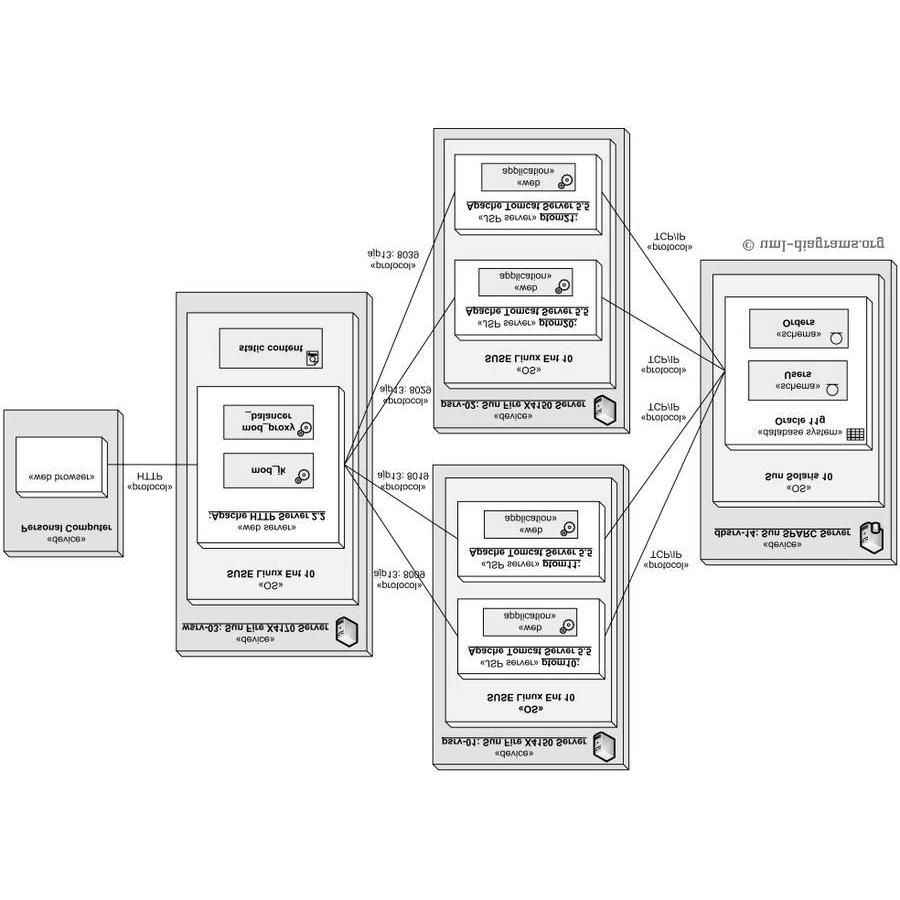 «device»
Personal Computer
«web browser»
«protocol»
HTTP
«device»
wsrv-03: Sun Fire X4170 Server
«OS»
SUSE Linux Ent 10
«web server»
:Apache HTTP Server 2.2
mod_jk
mod_proxy
_balancer
static content
«protocol»
ajp13: 8009
«protocol»
ajp13: 8019
«protocol»
ajp13: 8029
«protocol»
ajp13: 8039
«device»
psrv-01: Sun Fire X4150 Server
«OS»
SUSE Linux Ent 10
«JSP server» ptom10:
Apache Tomcat Server 5.5
«web
application»
«JSP server» ptom11:
Apache Tomcat Server 5.5
«web
application»
«device»
psrv-02: Sun Fire X4150 Server
«OS»
SUSE Linux Ent 10
«JSP server» ptom20:
Apache Tomcat Server 5.5
«web
application»
«JSP server» ptom21:
Apache Tomcat Server 5.5
«web
application»
«protocol»
TCP/IP
«protocol»
TCP/IP
«protocol»
TCP/IP
«protocol»
TCP/IP
«device»
dbsrv-14: Sun SPARC Server
«OS»
Sun Solaris 10
«database system»
Oracle 11g
«schema»
Users
«schema»
Orders
© uml-diagrams.org